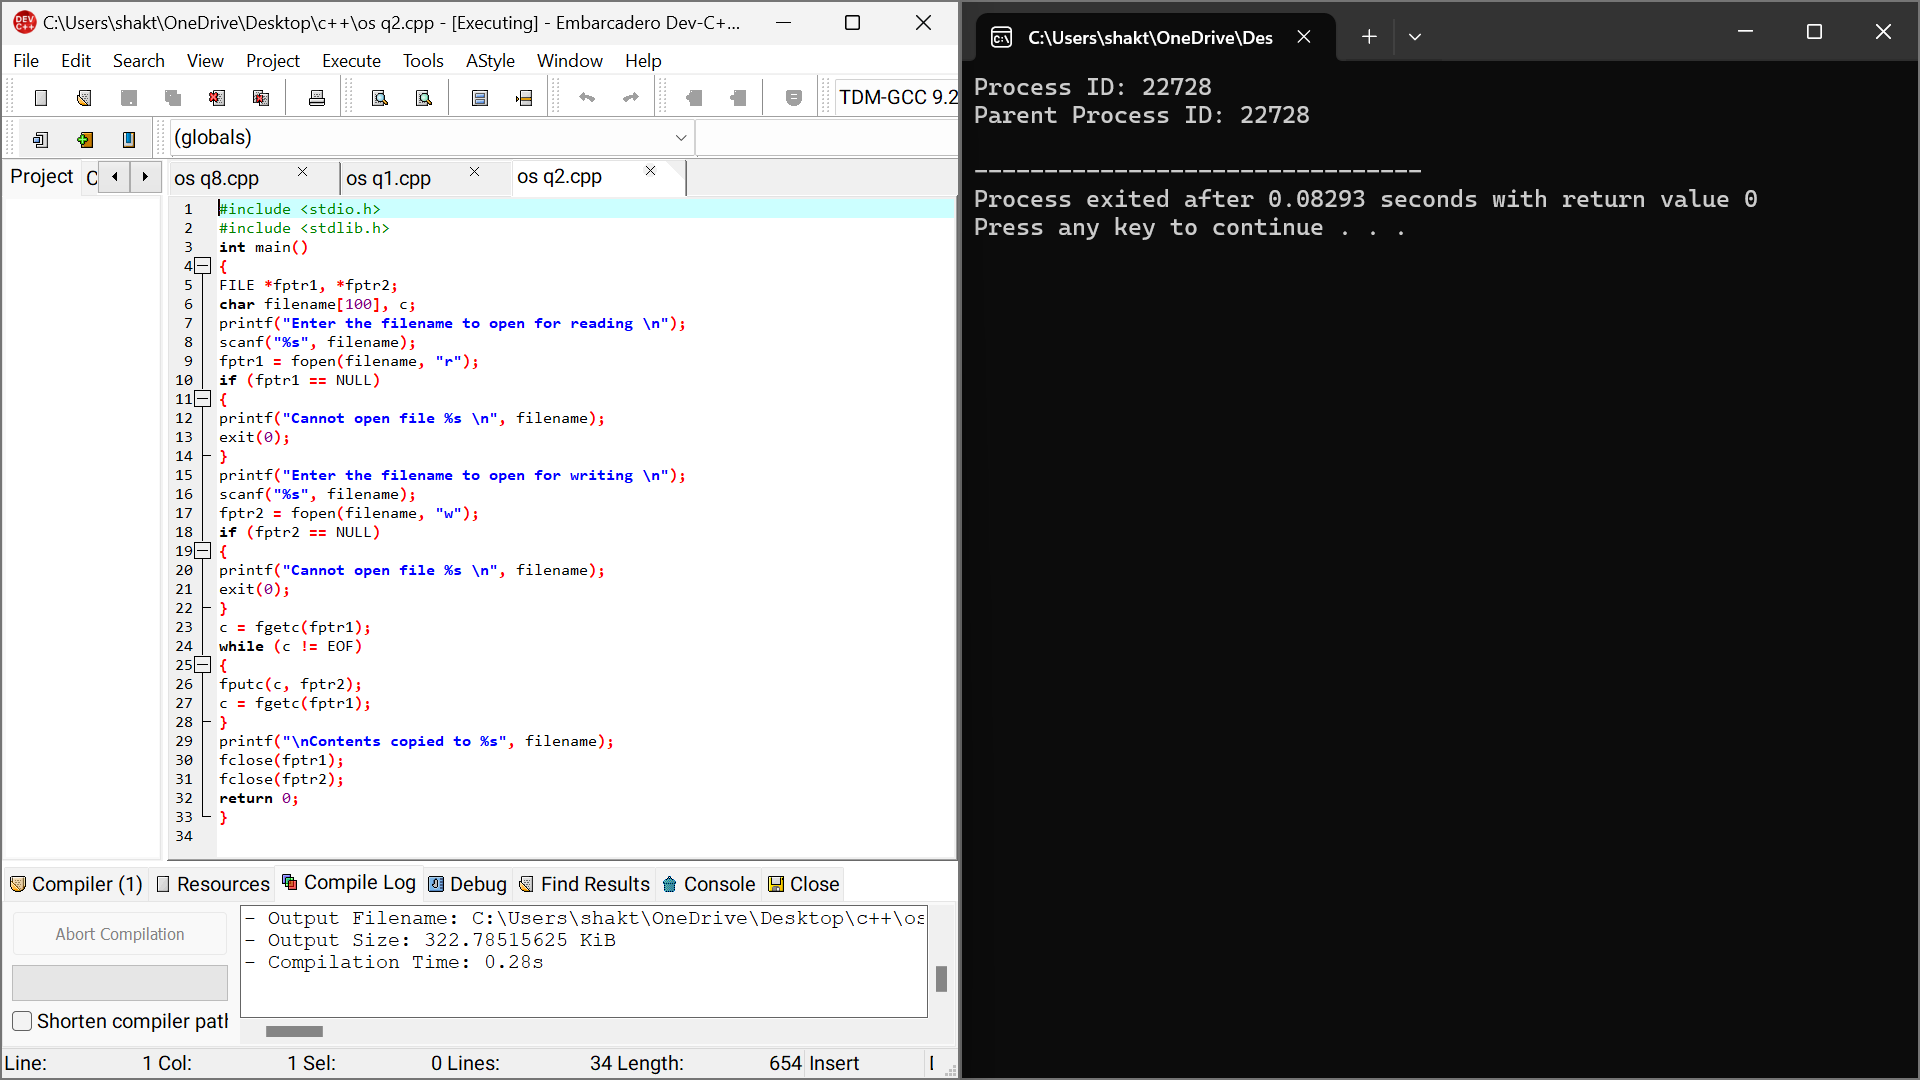 C:\Users\shakt\OneDrive\Desktop\c++\os q2.cpp - [Executing] - Embarcadero Dev-C+...
File Edit Search View Project Execute Tools AStyle Window Help
TDM-GCC 9.2
(globals)
Project C
os q8.cpp os q1.cpp os q2.cpp
1 #include <stdio.h>
2 #include <stdlib.h>
3 int main()
4 {
5 FILE *fptr1, *fptr2;
6 char filename[100], c;
7 printf("Enter the filename to open for reading \n");
8 scanf("%s", filename);
9 fptr1 = fopen(filename, "r");
10 if (fptr1 == NULL)
11 {
12 printf("Cannot open file %s \n", filename);
13 exit(0);
14 }
15 printf("Enter the filename to open for writing \n");
16 scanf("%s", filename);
17 fptr2 = fopen(filename, "w");
18 if (fptr2 == NULL)
19 {
20 printf("Cannot open file %s \n", filename);
21 exit(0);
22 }
23 c = fgetc(fptr1);
24 while (c != EOF)
25 {
26 fputc(c, fptr2);
27 c = fgetc(fptr1);
28 }
29 printf("\nContents copied to %s", filename);
30 fclose(fptr1);
31 fclose(fptr2);
32 return 0;
33 }
34
Compiler (1) Resources Compile Log Debug Find Results Console Close
Abort Compilation
Shorten compiler path
- Output Filename: C:\Users\shakt\OneDrive\Desktop\c++\os
- Output Size: 322.78515625 KiB
- Compilation Time: 0.28s
Line: 1 Col: 1 Sel: 0 Lines: 34 Length: 654 Insert
C:\Users\shakt\OneDrive\Des
Process ID: 22728
Parent Process ID: 22728
--------------------------------
Process exited after 0.08293 seconds with return value 0
Press any key to continue . . .